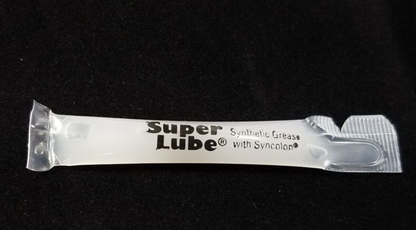 Super
Lube®
Synthetic Grease
with Syncolon®